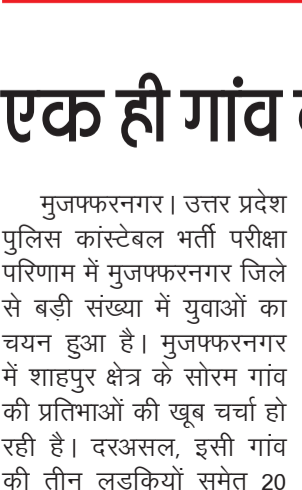 एक ही गांव
मुजफ्फरनगर। उत्तर प्रदेश
पुलिस कांस्टेबल भर्ती परीक्षा
परिणाम में मुजफ्फरनगर जिले
से बड़ी संख्या में युवाओं का
चयन हुआ है। मुजफ्फरनगर
में शाहपुर क्षेत्र के सोरम गांव
की प्रतिभाओं की खूब चर्चा हो
रही है। दरअसल, इसी गांव
की तीन लडकियों समेत 20